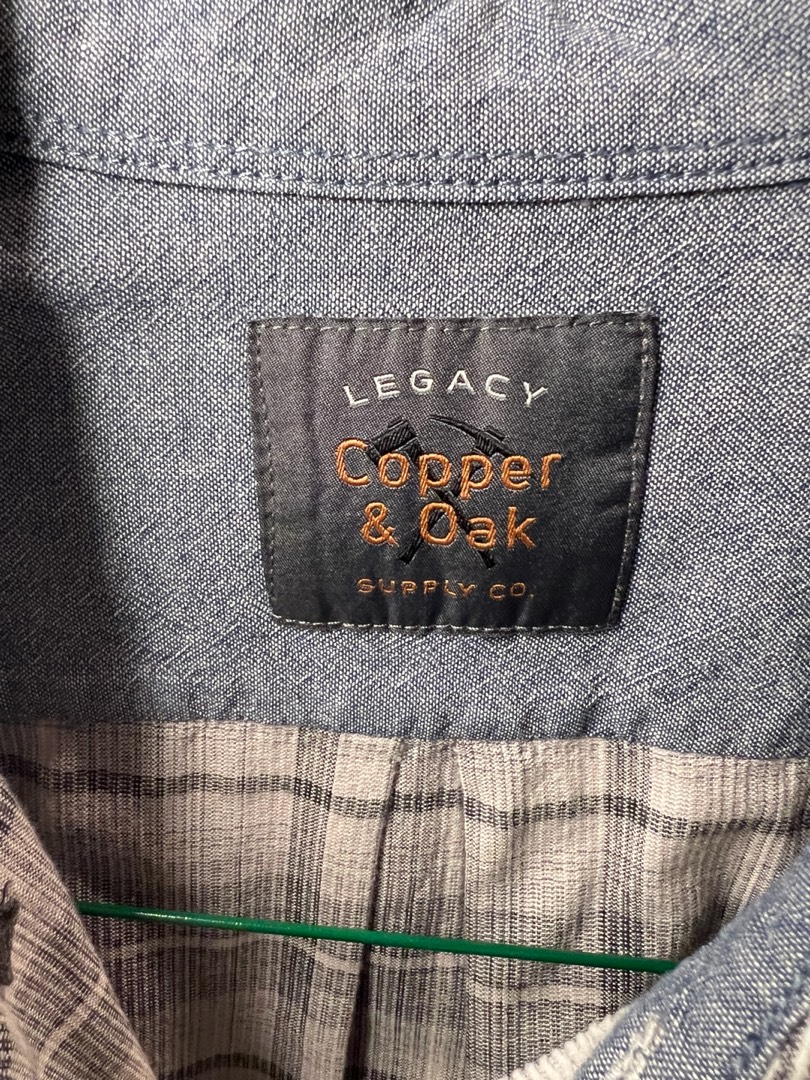 LEGACY
Copper
& Oak
SUPPLY CO.